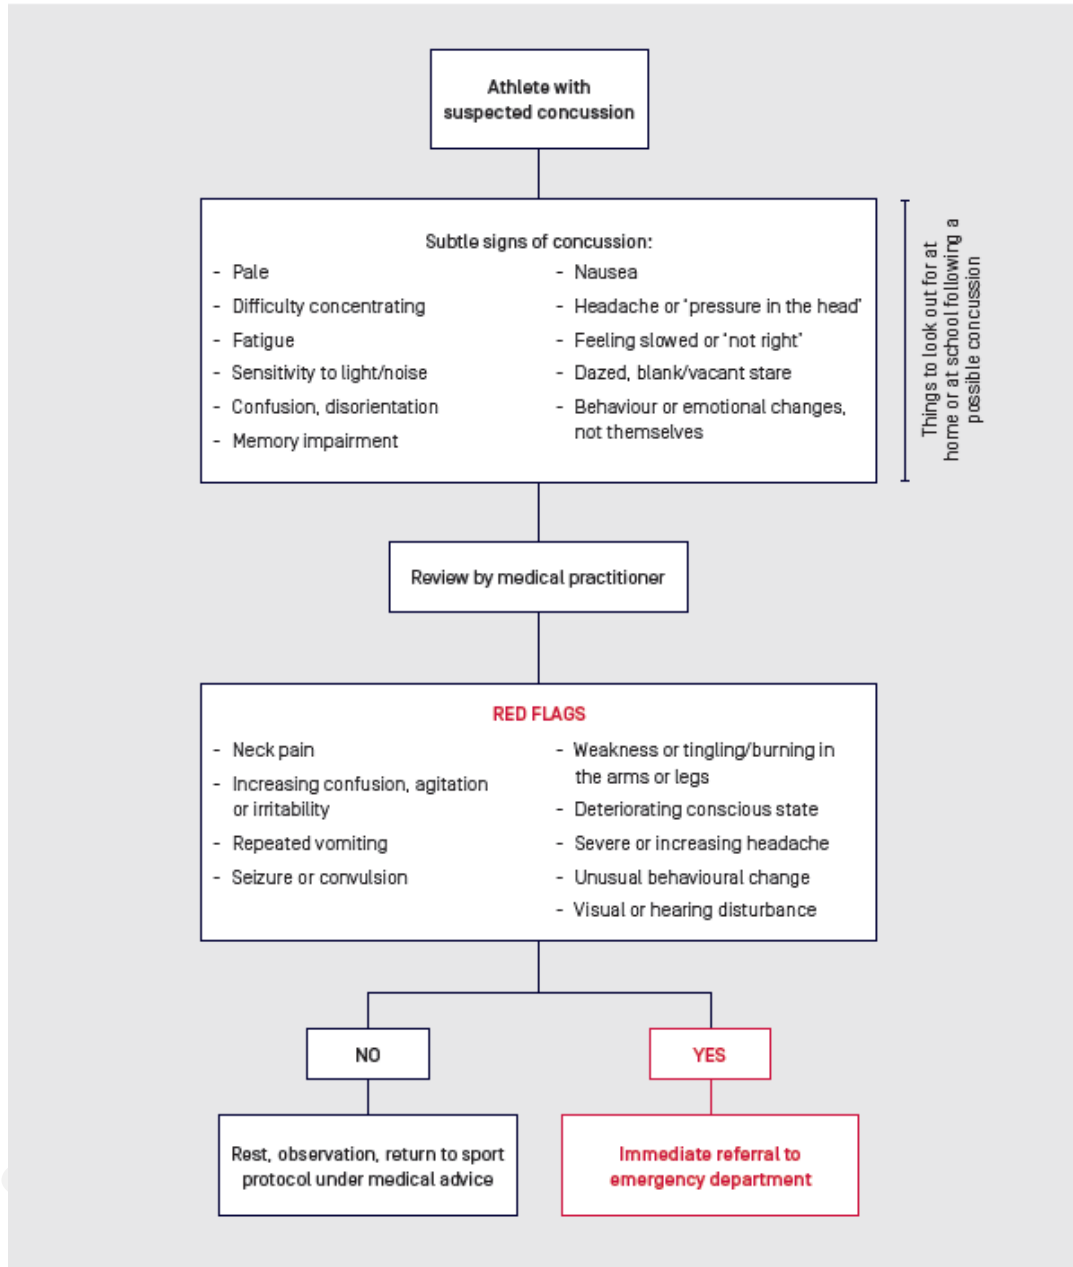 Athlete with
suspected concussion
Subtle signs of concussion:
- Pale
- Difficulty concentrating
- Fatigue
- Sensitivity to light/noise
- Confusion, disorientation
- Memory impairment
- Nausea
- Headache or ‘pressure in the head’
- Feeling slowed or ‘not right’
- Dazed, blank/vacant stare
- Behaviour or emotional changes,
not themselves
Things to look out for at
home or at school following a
possible concussion
Review by medical practitioner
RED FLAGS
- Neck pain
- Increasing confusion, agitation
or irritability
- Repeated vomiting
- Seizure or convulsion
- Weakness or tingling/burning in
the arms or legs
- Deteriorating conscious state
- Severe or increasing headache
- Unusual behavioural change
- Visual or hearing disturbance
NO
YES
Rest, observation, return to sport
protocol under medical advice
Immediate referral to
emergency department